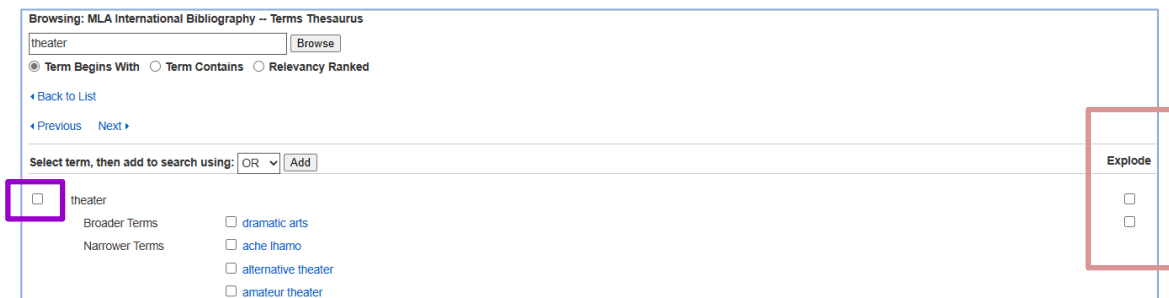 Browsing: MLA International Bibliography -- Terms Thesaurus
theater Browse
Term Begins With Term Contains Relevancy Ranked
Back to List
Previous Next
Select term, then add to search using: OR Add Explode
theater
Broader Terms dramatic arts
Narrower Terms ache lhamo
alternative theater
amateur theater